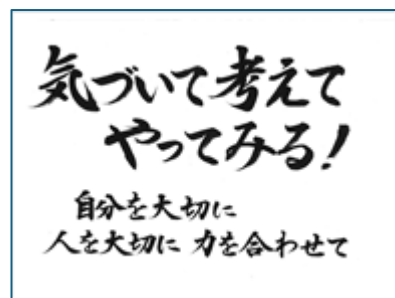 気づいて考えて
やってみる!
自分を大切に
人を大切に 力を合わせて